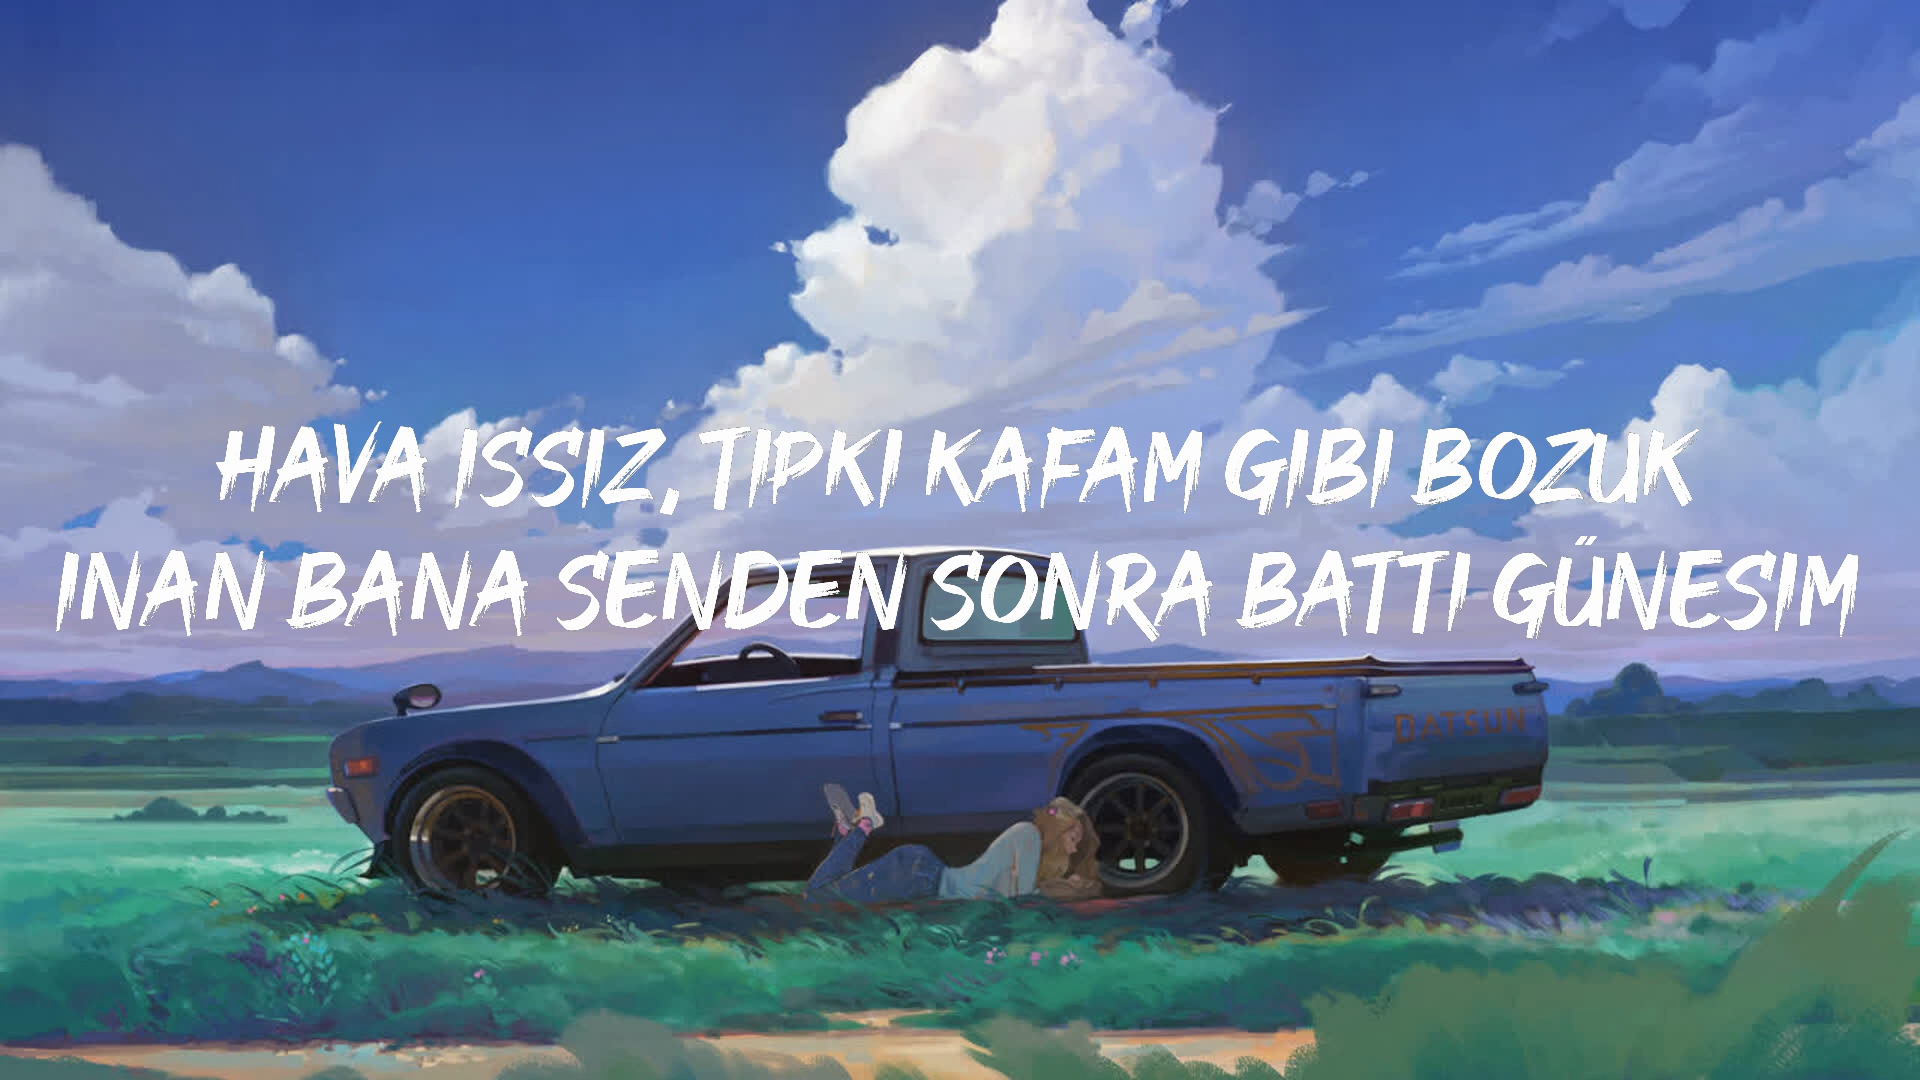 HAVA ISSIZ, TIPKI KAFAM GIBI BOZUK
INAN BANA SENDEN SONRA BATTI GÜNESIM
DATSUN